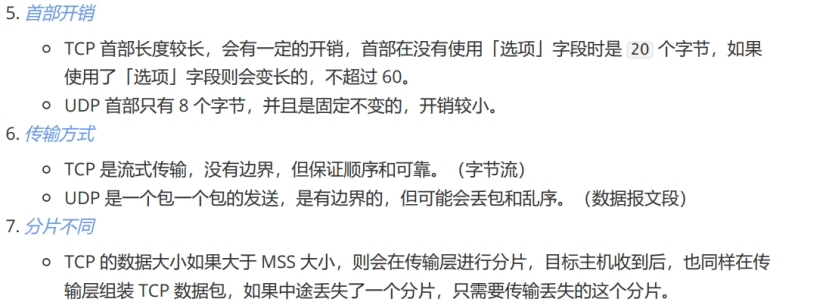 5. 首部开销
TCP 首部长度较长，会有一定的开销，首部在没有使用「选项」字段时是 20 个字节，如果
使用了「选项」字段则会变长的，不超过 60。
UDP 首部只有 8 个字节，并且是固定不变的，开销较小。
6. 传输方式
TCP 是流式传输，没有边界，但保证顺序和可靠。（字节流）
UDP 是一个包一个包的发送，是有边界的，但可能会丢包和乱序。（数据报文段）
7. 分片不同
TCP 的数据大小如果大于 MSS 大小，则会在传输层进行分片，目标主机收到后，也同样在传
输层组装 TCP 数据包，如果中途丢失了一个分片，只需要传输丢失的这个分片。